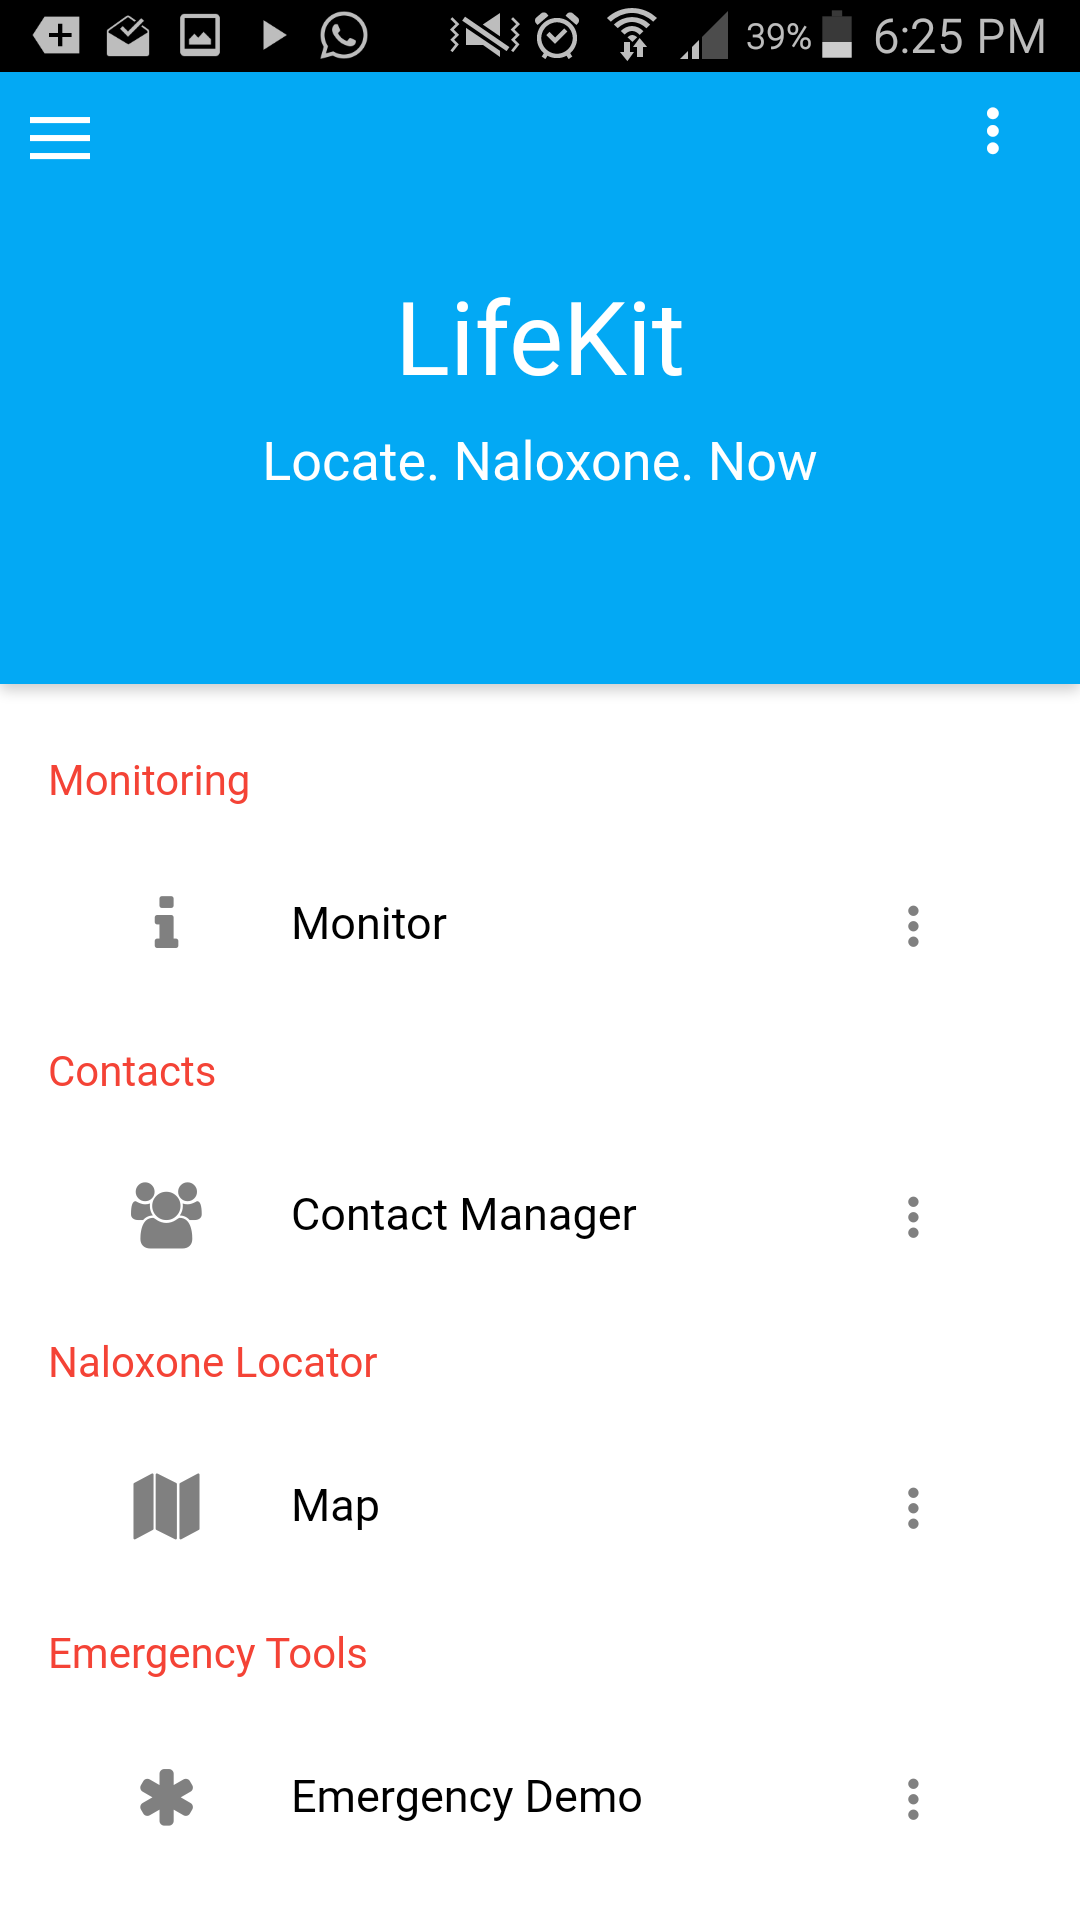 39% 6:25 PM
LifeKit
Locate. Naloxone. Now
Monitoring
Monitor
Contacts
Contact Manager
Naloxone Locator
Map
Emergency Tools
Emergency Demo